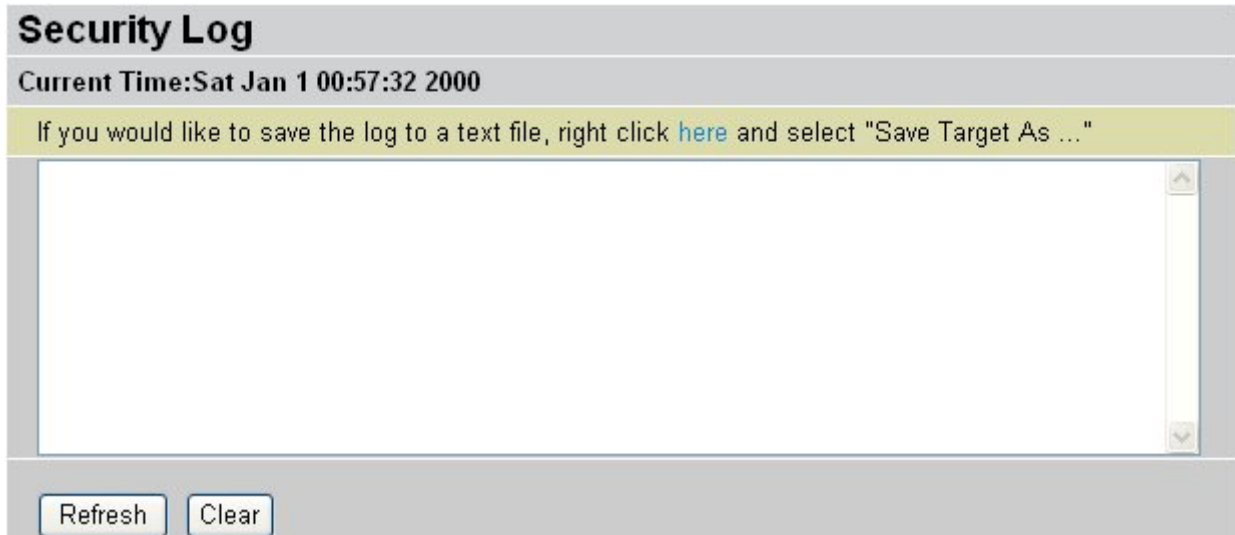 Security Log
Current Time:Sat Jan 1 00:57:32 2000
If you would like to save the log to a text file, right click here and select "Save Target As ..."
Refresh Clear